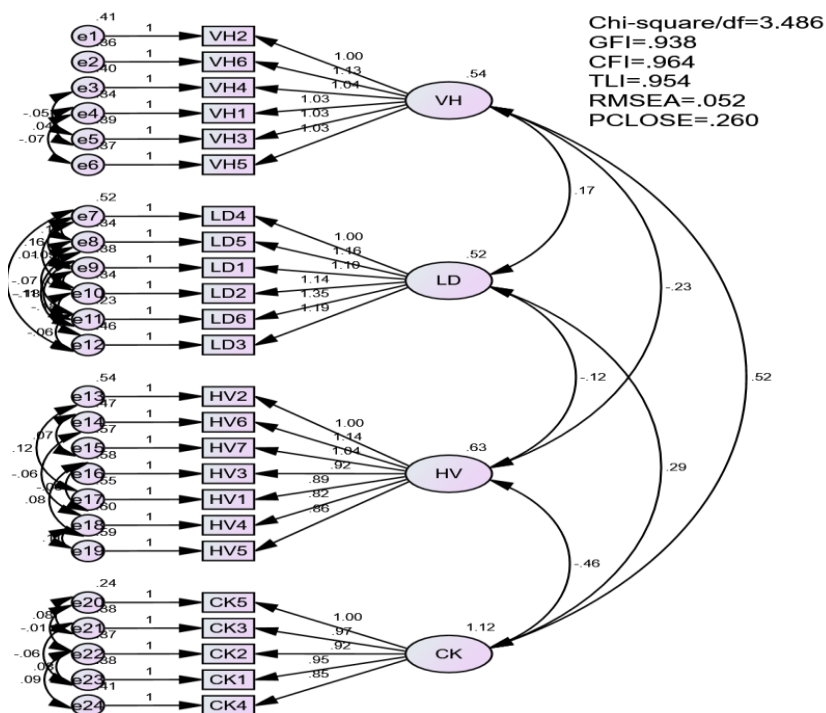 Chi-square/df=3.486
GFI=.938
CFI=.964
TLI=.954
RMSEA=.052
PCLOSE=.260
.41
e1 1 VH2 1.00
.36
e2 1 VH6 1.13
.40
e3 1 VH4 1.04
.34
e4 1 VH1 1.03
.39
e5 1 VH3 1.03
.37
e6 1 VH5 1.03
-.05
.04
-.07
.54
VH
.17
.52
e7 1 LD4 1.00
.34
e8 1 LD5 1.16
.38
e9 1 LD1 1.10
.34
e10 1 LD2 1.14
.23
e11 1 LD6 1.35
.46
e12 1 LD3 1.19
.16
-.07
-.06
.52
LD
-.23
-.12
.52
.54
e13 1 HV2 1.00
.47
e14 1 HV6 1.14
.57
e15 1 HV7 1.04
.58
e16 1 HV3 .92
.55
e17 1 HV1 .89
.60
e18 1 HV4 .82
.59
e19 1 HV5 .86
.07
.12
-.06
.08
.63
HV
.29
-.46
.24
e20 1 CK5 1.00
.38
e21 1 CK3 .97
.37
e22 1 CK2 .92
.38
e23 1 CK1 .95
.41
e24 1 CK4 .85
.08
-.01
-.06
.09
1.12
CK